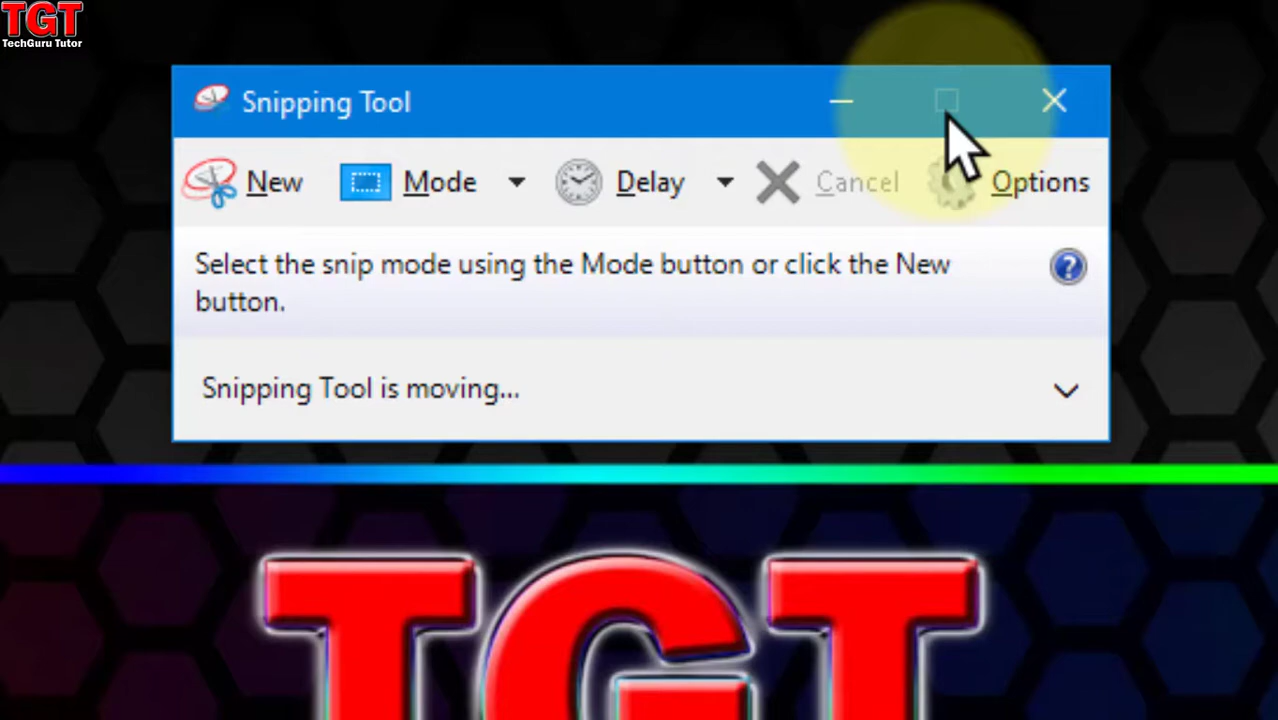 TGT
TechGuru Tutor
Snipping Tool
New Mode Delay Cancel Options
Select the snip mode using the Mode button or click the New
button.
?
Snipping Tool is moving...
TGT